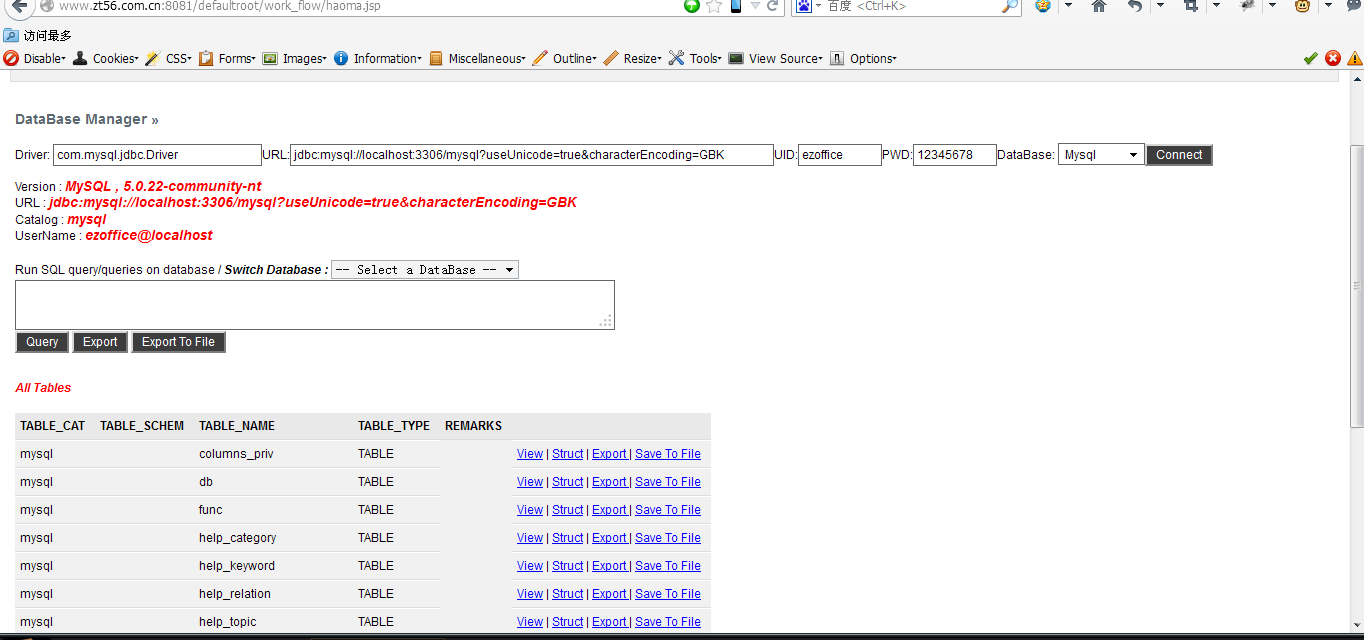 www.zt56.com.cn:8081/defaultroot/work_flow/haoma.jsp 百度 <Ctrl+K>
访问最多
Disable Cookies CSS Forms Images Information Miscellaneous Outline Resize Tools View Source Options
DataBase Manager »
Driver: com.mysql.jdbc.Driver URL: jdbc:mysql://localhost:3306/mysql?useUnicode=true&characterEncoding=GBK UID: ezoffice PWD: 12345678 DataBase: Mysql Connect
Version : MySQL , 5.0.22-community-nt
URL : jdbc:mysql://localhost:3306/mysql?useUnicode=true&characterEncoding=GBK
Catalog : mysql
UserName : ezoffice@localhost
Run SQL query/queries on database / Switch Database : -- Select a DataBase --
Query Export Export To File
All Tables
TABLE_CAT TABLE_SCHEM TABLE_NAME TABLE_TYPE REMARKS
mysql columns_priv TABLE View | Struct | Export | Save To File
mysql db TABLE View | Struct | Export | Save To File
mysql func TABLE View | Struct | Export | Save To File
mysql help_category TABLE View | Struct | Export | Save To File
mysql help_keyword TABLE View | Struct | Export | Save To File
mysql help_relation TABLE View | Struct | Export | Save To File
mysql help_topic TABLE View | Struct | Export | Save To File